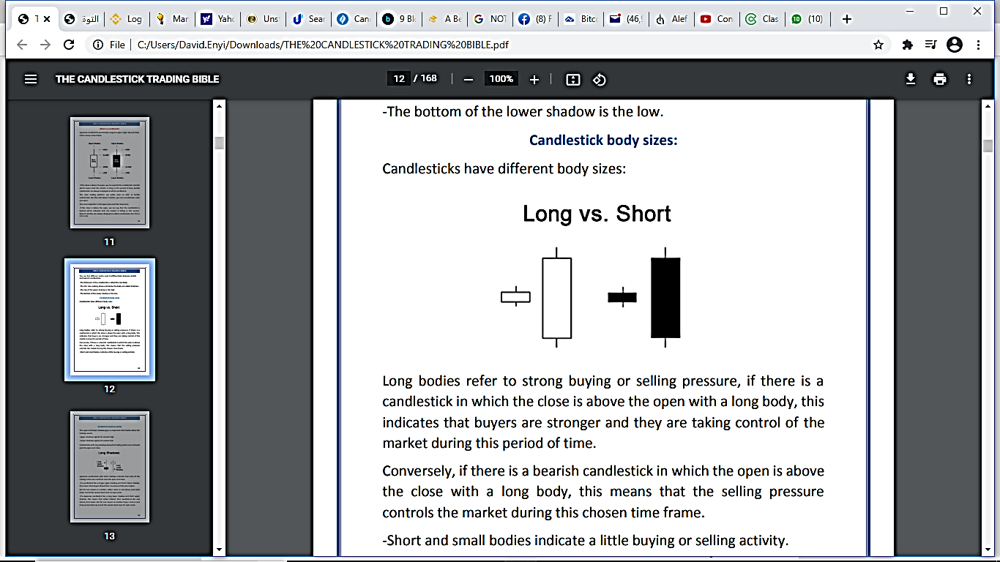 1
التوة
Log
Mar
Yahc
Uns
Sear
Can
9 Bl
A Be
NOT
(8) F
Bitc
(46,
Alef
Con
Clas
10 (10)
File | C:/Users/David.Enyi/Downloads/THE%20CANDLESTICK%20TRADING%20BIBLE.pdf
THE CANDLESTICK TRADING BIBLE
12 / 168
100%
11
12
13
-The bottom of the lower shadow is the low.
Candlestick body sizes:
Candlesticks have different body sizes:
Long vs. Short
Long bodies refer to strong buying or selling pressure, if there is a
candlestick in which the close is above the open with a long body, this
indicates that buyers are stronger and they are taking control of the
market during this period of time.
Conversely, if there is a bearish candlestick in which the open is above
the close with a long body, this means that the selling pressure
controls the market during this chosen time frame.
-Short and small bodies indicate a little buying or selling activity.